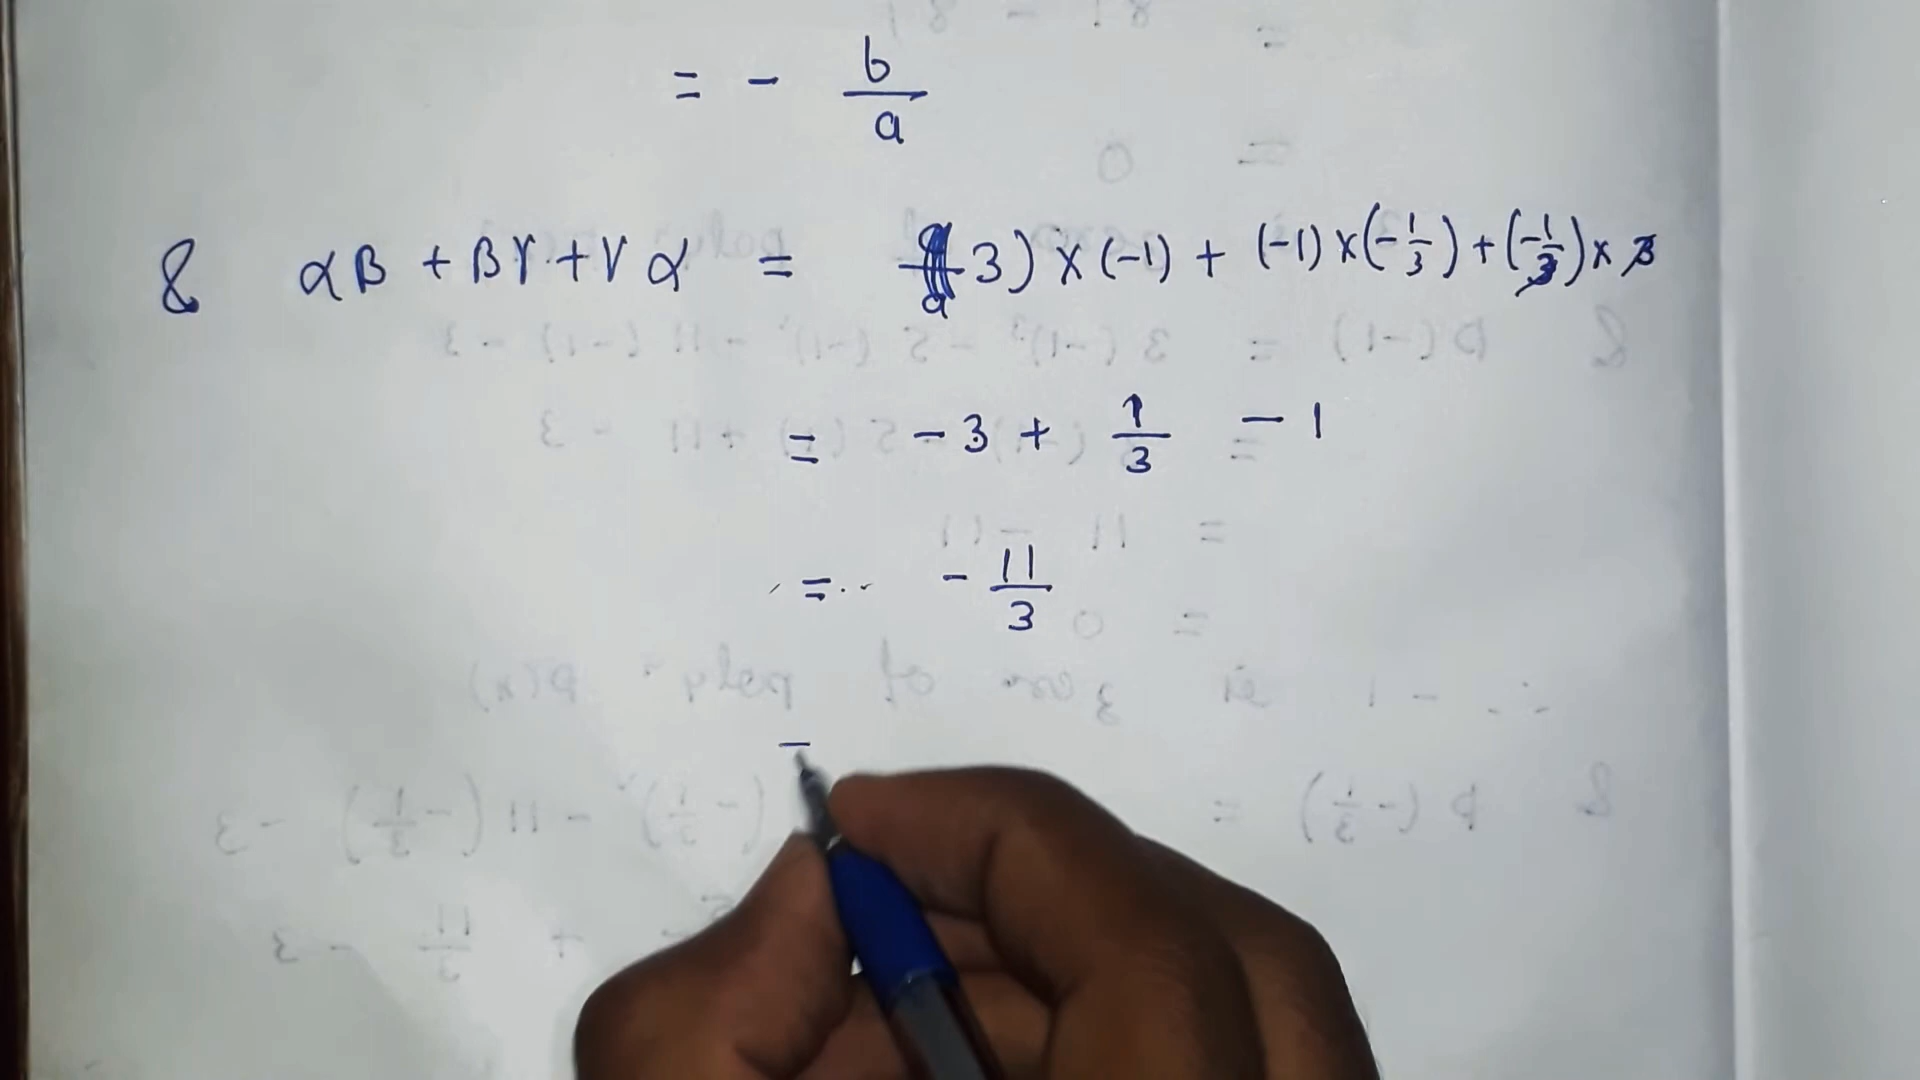 = - b/a
& αβ + βγ + γα = 3) × (-1) + (-1) × (-1/3) + (-1/3) × 3
= -3 + 1/3 - 1
= - 11/3